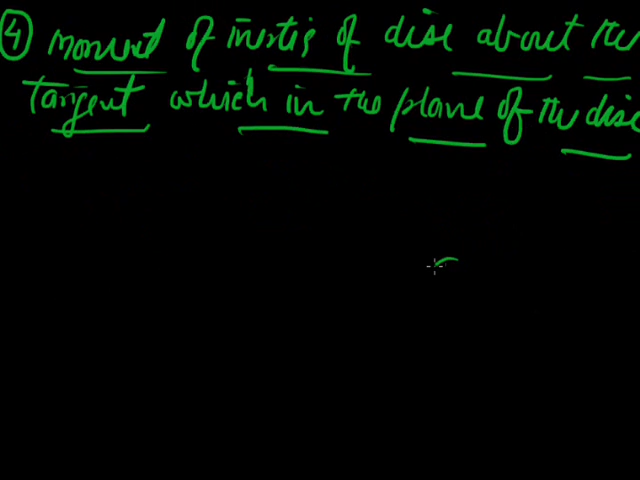 ④ moment of inertia of disc about the
tangent which in the plane of the disc